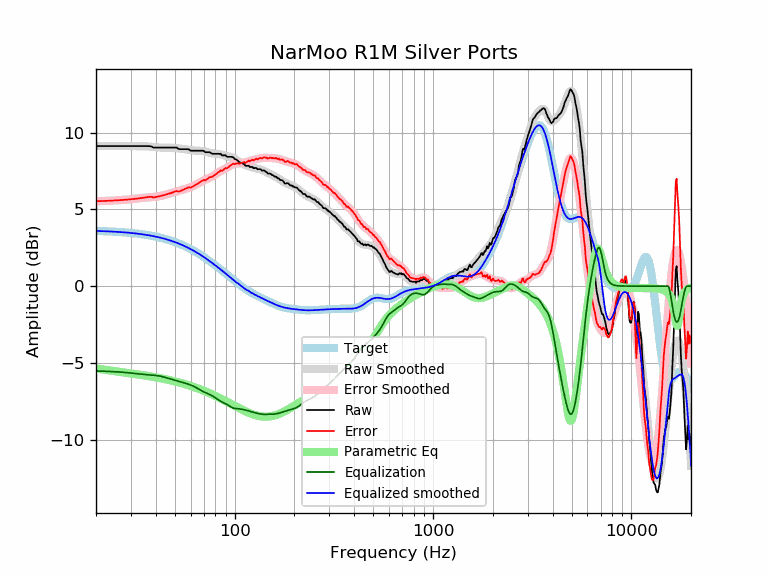 NarMoo R1M Silver Ports
Amplitude (dBr)
10
5
0
−5
−10
Target
Raw Smoothed
Error Smoothed
Raw
Error
Parametric Eq
Equalization
Equalized smoothed
100
1000
10000
Frequency (Hz)